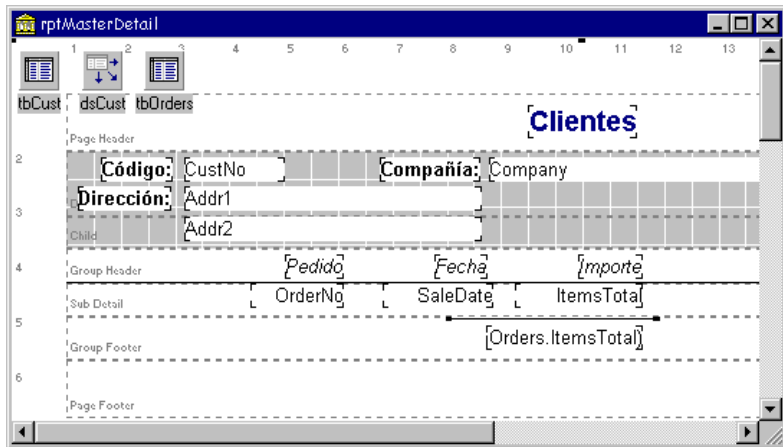 rptMasterDetail
1 2 3 4 5 6 7 8 9 10 11 12 13
tbCust dsCust tbOrders
Clientes
Page Header
2
Código: CustNo Compañía: Company
Dirección: Addr1
3
Child Addr2
4
Group Header Pedido Fecha Importe
Sub Detail OrderNo SaleDate ItemsTotal
5
Group Footer (Orders.ItemsTotal)
6
Page Footer